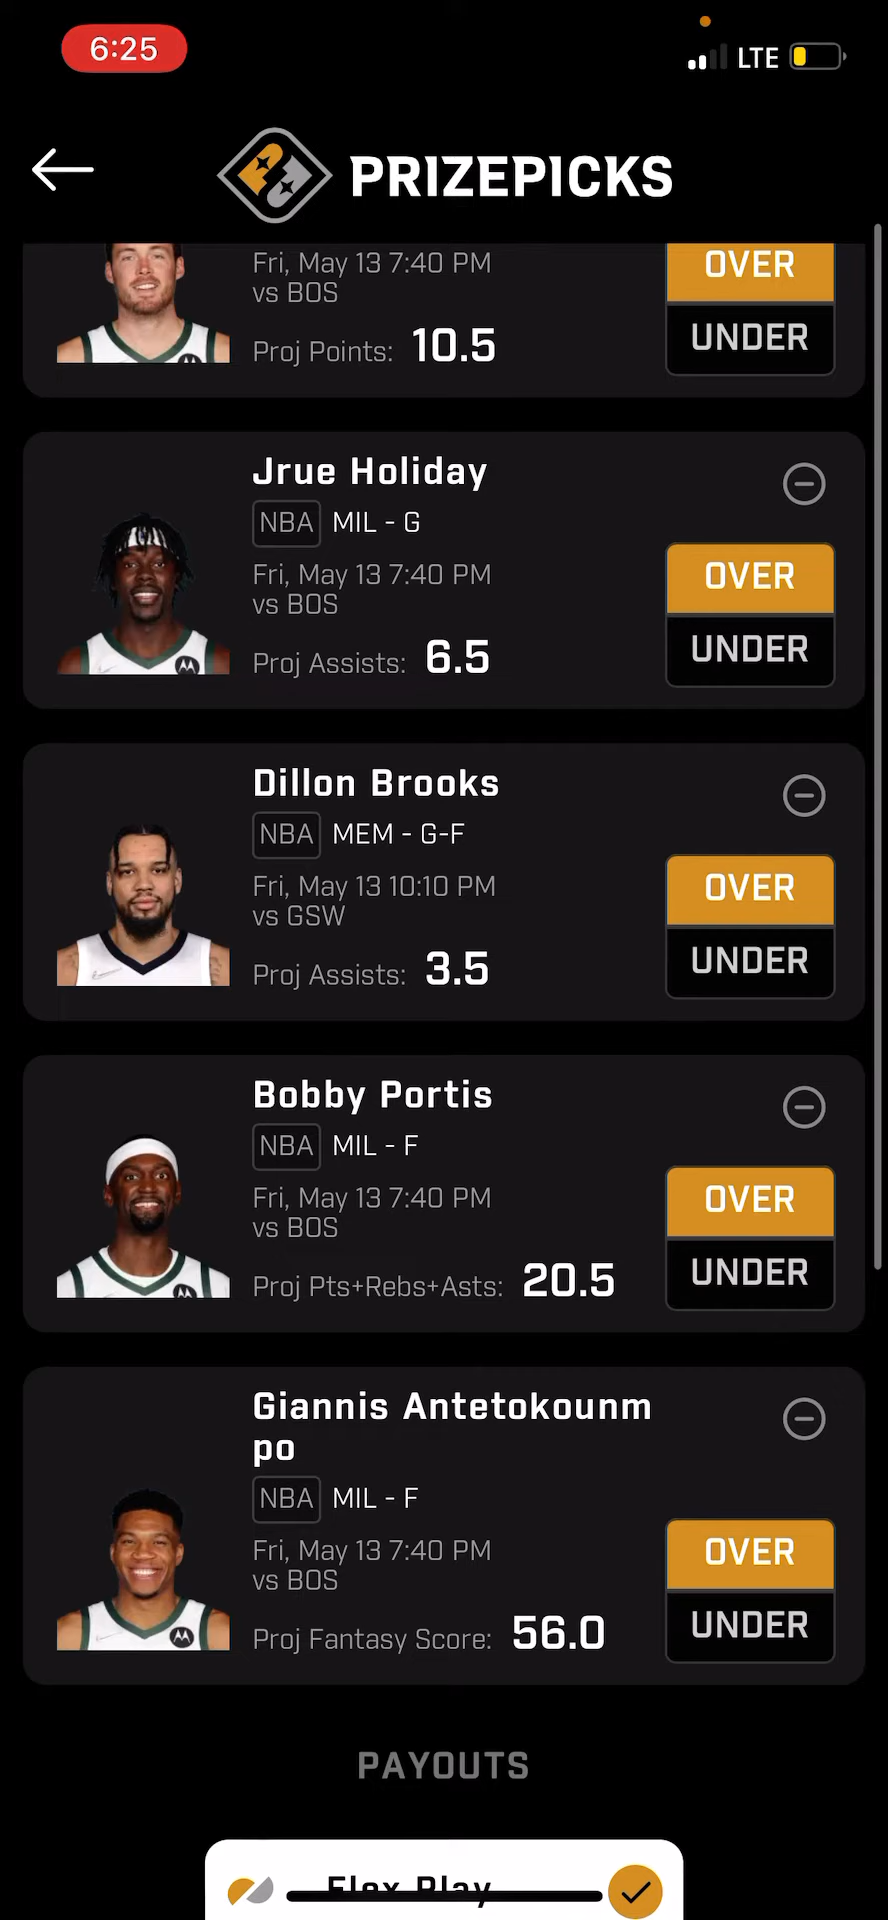 6:25
LTE
PRIZEPICKS
Fri, May 13 7:40 PM
vs BOS
Proj Points: 10.5
OVER
UNDER
Jrue Holiday
NBA MIL - G
Fri, May 13 7:40 PM
vs BOS
Proj Assists: 6.5
OVER
UNDER
Dillon Brooks
NBA MEM - G-F
Fri, May 13 10:10 PM
vs GSW
Proj Assists: 3.5
OVER
UNDER
Bobby Portis
NBA MIL - F
Fri, May 13 7:40 PM
vs BOS
Proj Pts+Rebs+Asts: 20.5
OVER
UNDER
Giannis Antetokounm
po
NBA MIL - F
Fri, May 13 7:40 PM
vs BOS
Proj Fantasy Score: 56.0
OVER
UNDER
PAYOUTS
Flex Play